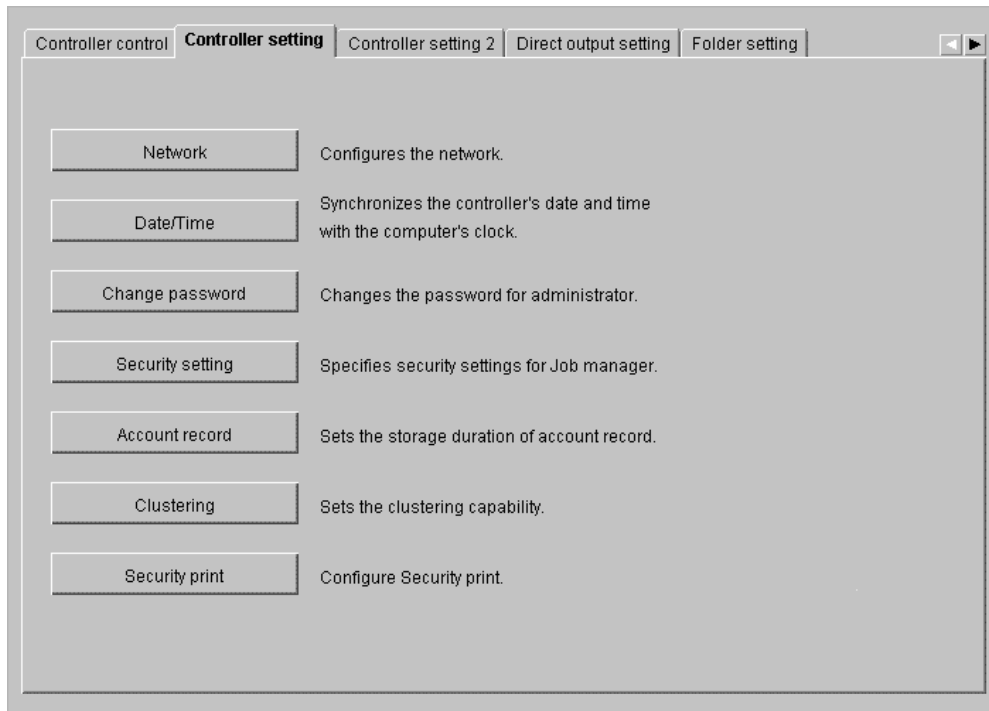 Controller control Controller setting Controller setting 2 Direct output setting Folder setting
Network Configures the network.
Date/Time Synchronizes the controller's date and time
with the computer's clock.
Change password Changes the password for administrator.
Security setting Specifies security settings for Job manager.
Account record Sets the storage duration of account record.
Clustering Sets the clustering capability.
Security print Configure Security print.